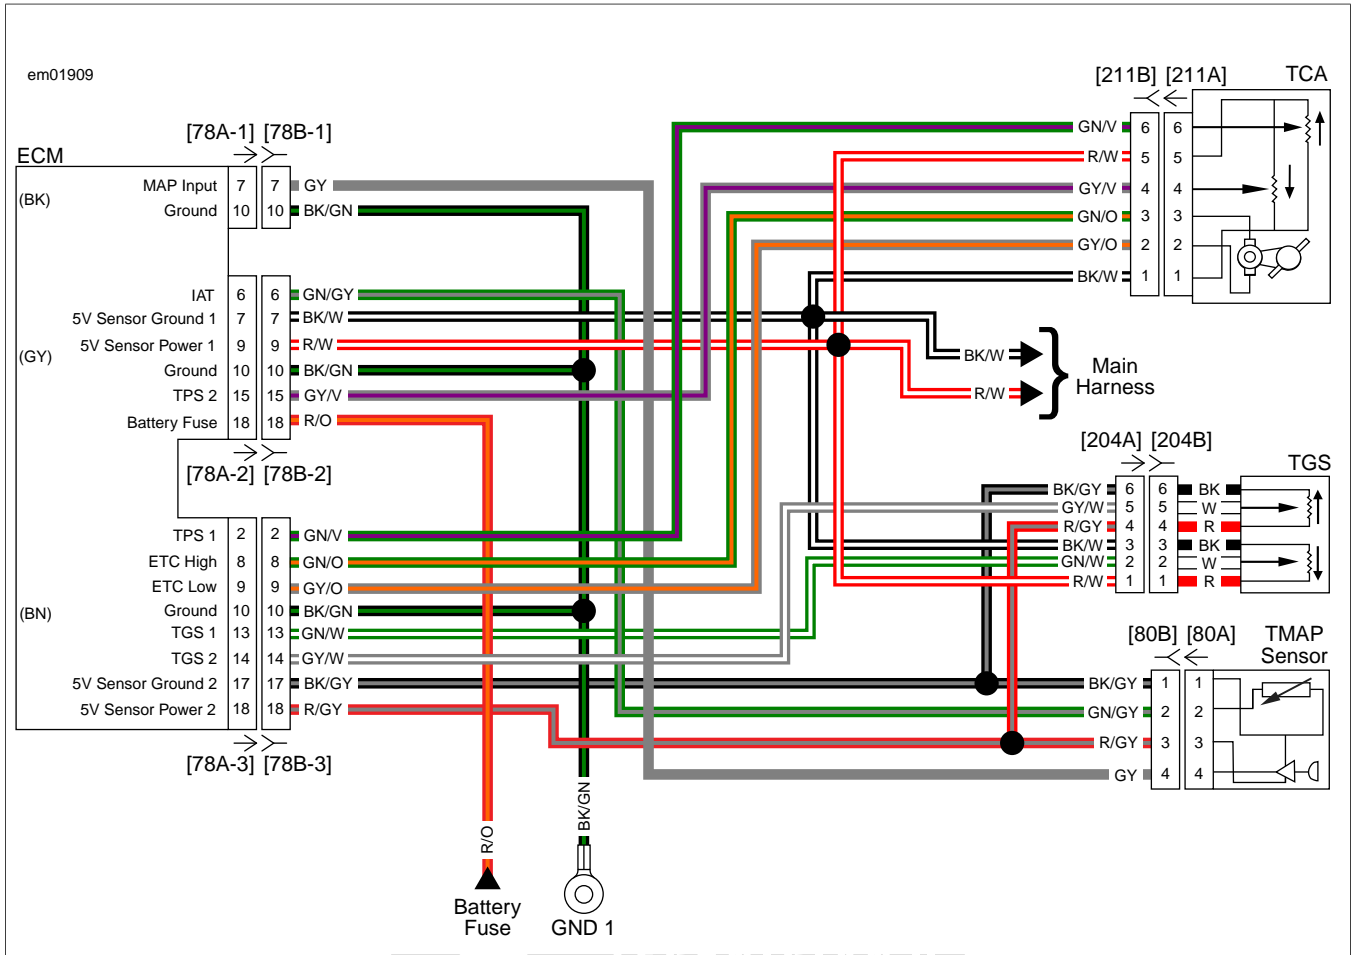 em01909
[211B] [211A] TCA
[78A-1] [78B-1]
ECM
(BK)
MAP Input 7 7 GY
Ground 10 10 BK/GN
GN/V 6 6
R/W 5 5
GY/V 4 4
GN/O 3 3
GY/O 2 2
BK/W 1 1
(GY)
IAT 6 6 GN/GY
5V Sensor Ground 1 7 7 BK/W
5V Sensor Power 1 9 9 R/W
Ground 10 10 BK/GN
TPS 2 15 15 GY/V
Battery Fuse 18 18 R/O
[78A-2] [78B-2]
BK/W
R/W
Main
Harness
[204A] [204B]
TGS
BK/GY 6 6 BK
GY/W 5 5 W
R/GY 4 4 R
BK/W 3 3 BK
GN/W 2 2 W
R/W 1 1 R
(BN)
TPS 1 2 2 GN/V
ETC High 8 8 GN/O
ETC Low 9 9 GY/O
Ground 10 10 BK/GN
TGS 1 13 13 GN/W
TGS 2 14 14 GY/W
5V Sensor Ground 2 17 17 BK/GY
5V Sensor Power 2 18 18 R/GY
[78A-3] [78B-3]
[80B] [80A] TMAP
Sensor
BK/GY 1 1
GN/GY 2 2
R/GY 3 3
GY 4 4
R/O
BK/GN
Battery
Fuse
GND 1